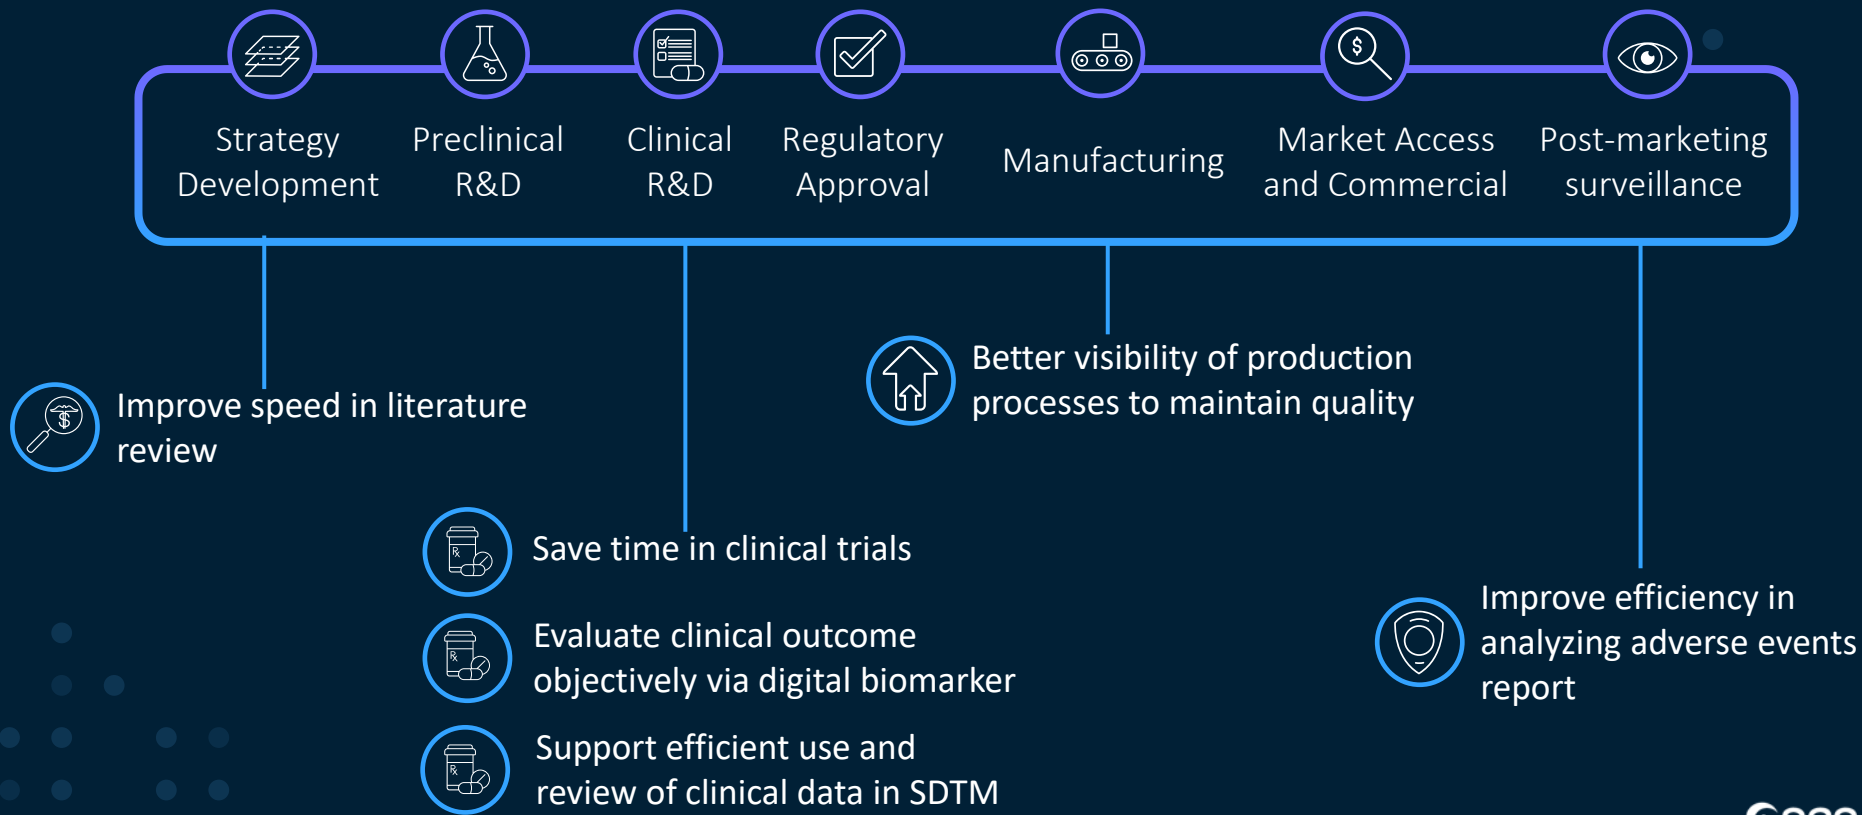 Strategy
Development
Preclinical
R&D
Clinical
R&D
Regulatory
Approval
Manufacturing
Market Access
and Commercial
Post-marketing
surveillance
Improve speed in literature
review
Better visibility of production
processes to maintain quality
Save time in clinical trials
Evaluate clinical outcome
objectively via digital biomarker
Support efficient use and
review of clinical data in SDTM
Improve efficiency in
analyzing adverse events
report